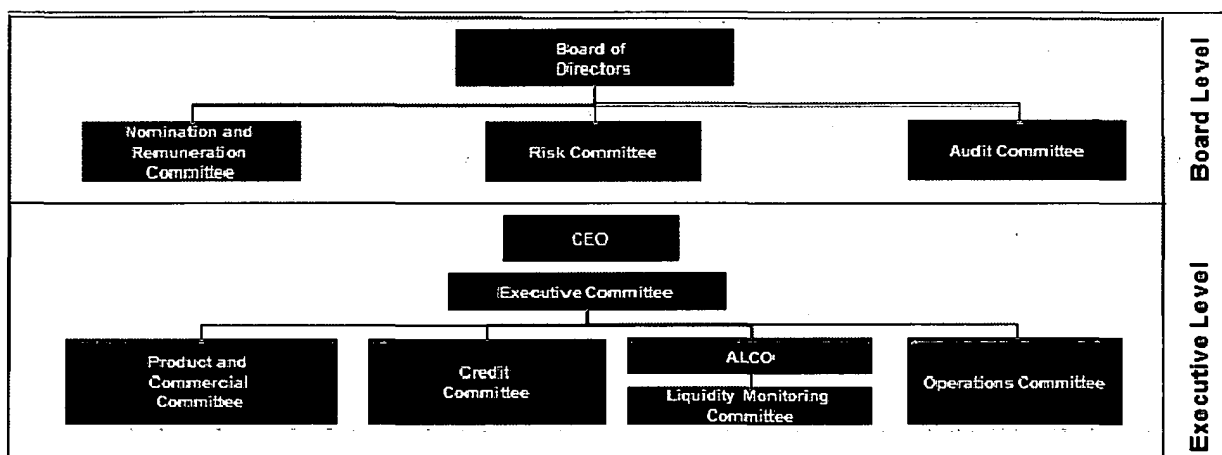 Board of
Directors
Nomination and
Remuneration
Committee
Risk Committee
Audit Committee
Board Level
CEO
Executive Committee
Product and
Commercial
Committee
Credit
Committee
ALCO
Liquidity Monitoring
Committee
Operations Committee
Executive Level